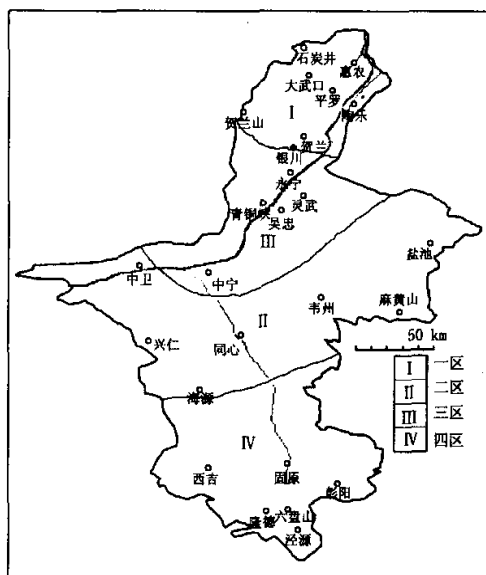 石炭井
惠农
大武口
平罗
陶乐
I
贺兰山
贺兰
银川
永宁
灵武
青铜峡
吴忠
III
盐池
中卫
中宁
韦州
麻黄山
II
50 km
兴仁
同心
I 一区
II 二区
III 三区
IV 四区
海源
IV
西吉
固原
彭阳
隆德
六盘山
泾源